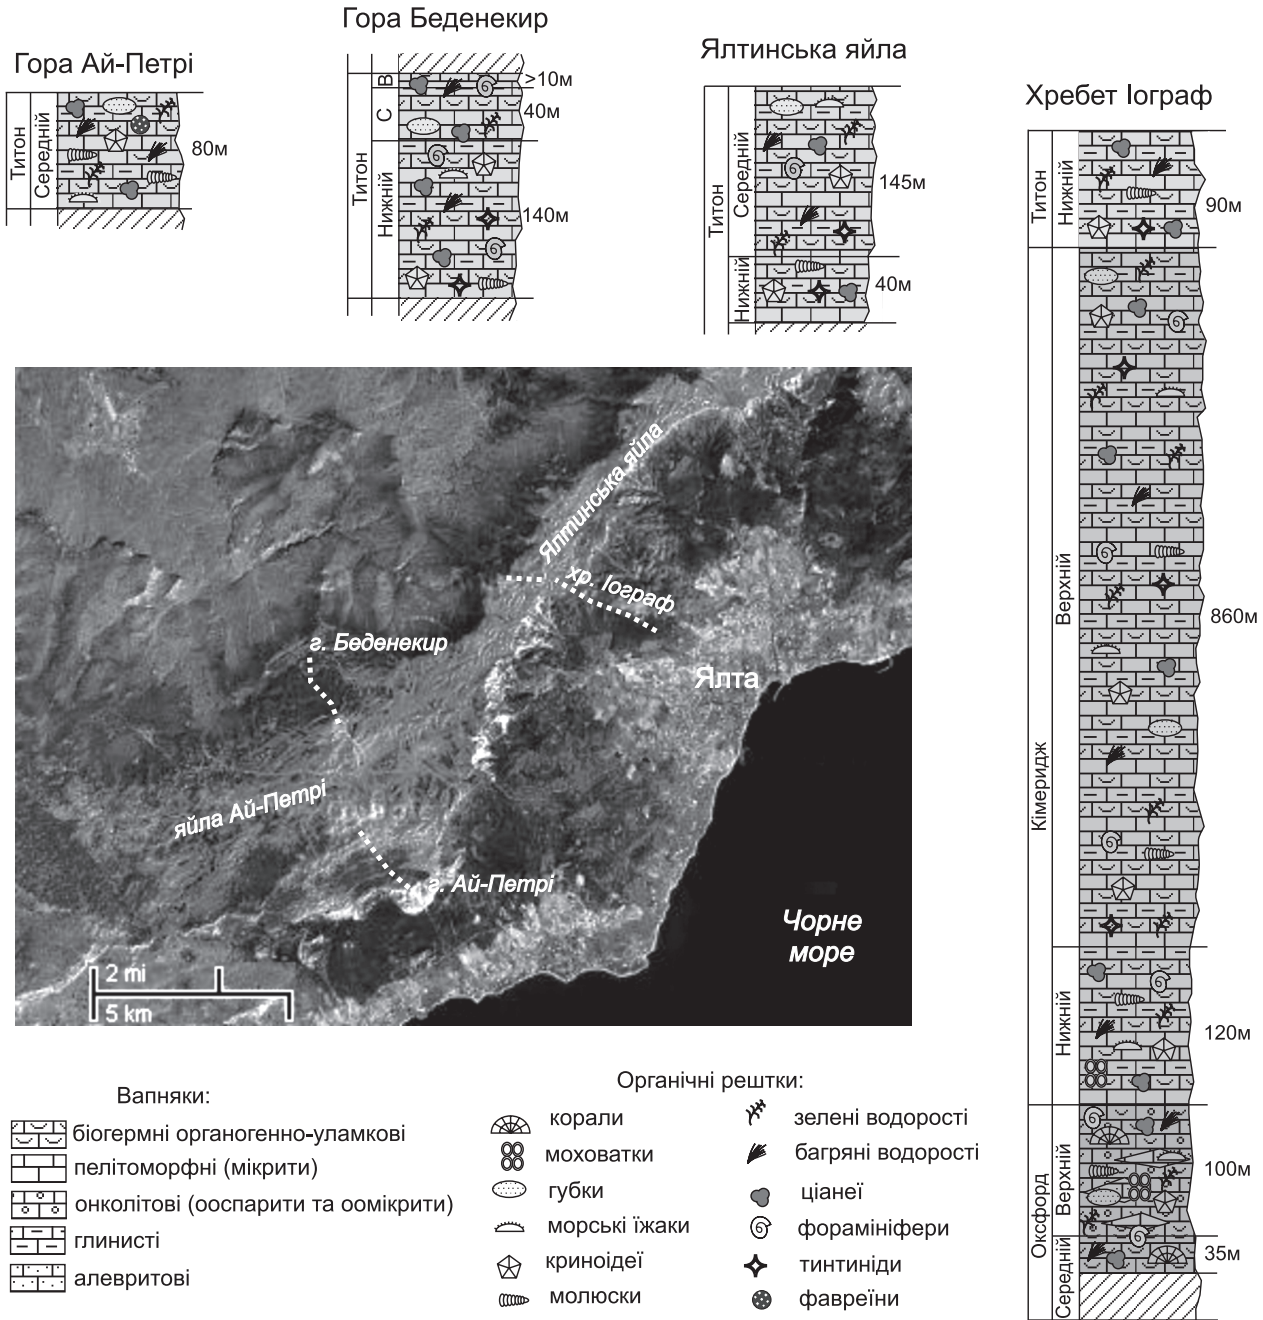 Гора Беденекир
Гора Ай-Петрі
Ялтинська яйла
Хребет Іограф
Титон
Середній
80м
Титон
В
С
Нижній
>10м
40м
140м
Титон
Середній
Нижній
145м
40м
Титон
Нижній
90м
Кімеридж
Верхній
860м
Нижній
120м
Оксфорд
Верхній
100м
Середній
35м
Ялтинська яйла
хр. Іограф
г. Беденекир
Ялта
яйла Ай-Петрі
г. Ай-Петрі
Чорне
море
2 mi
5 km
Вапняки:
біогермні органогенно-уламкові
пелітоморфні (мікрити)
онколітові (ооспарити та оомікрити)
глинисті
алевритові
Органічні рештки:
корали
моховатки
губки
морські їжаки
криноідеї
молюски
зелені водорості
багряні водорості
ціанеї
форамініфери
тинтиніди
фавреїни